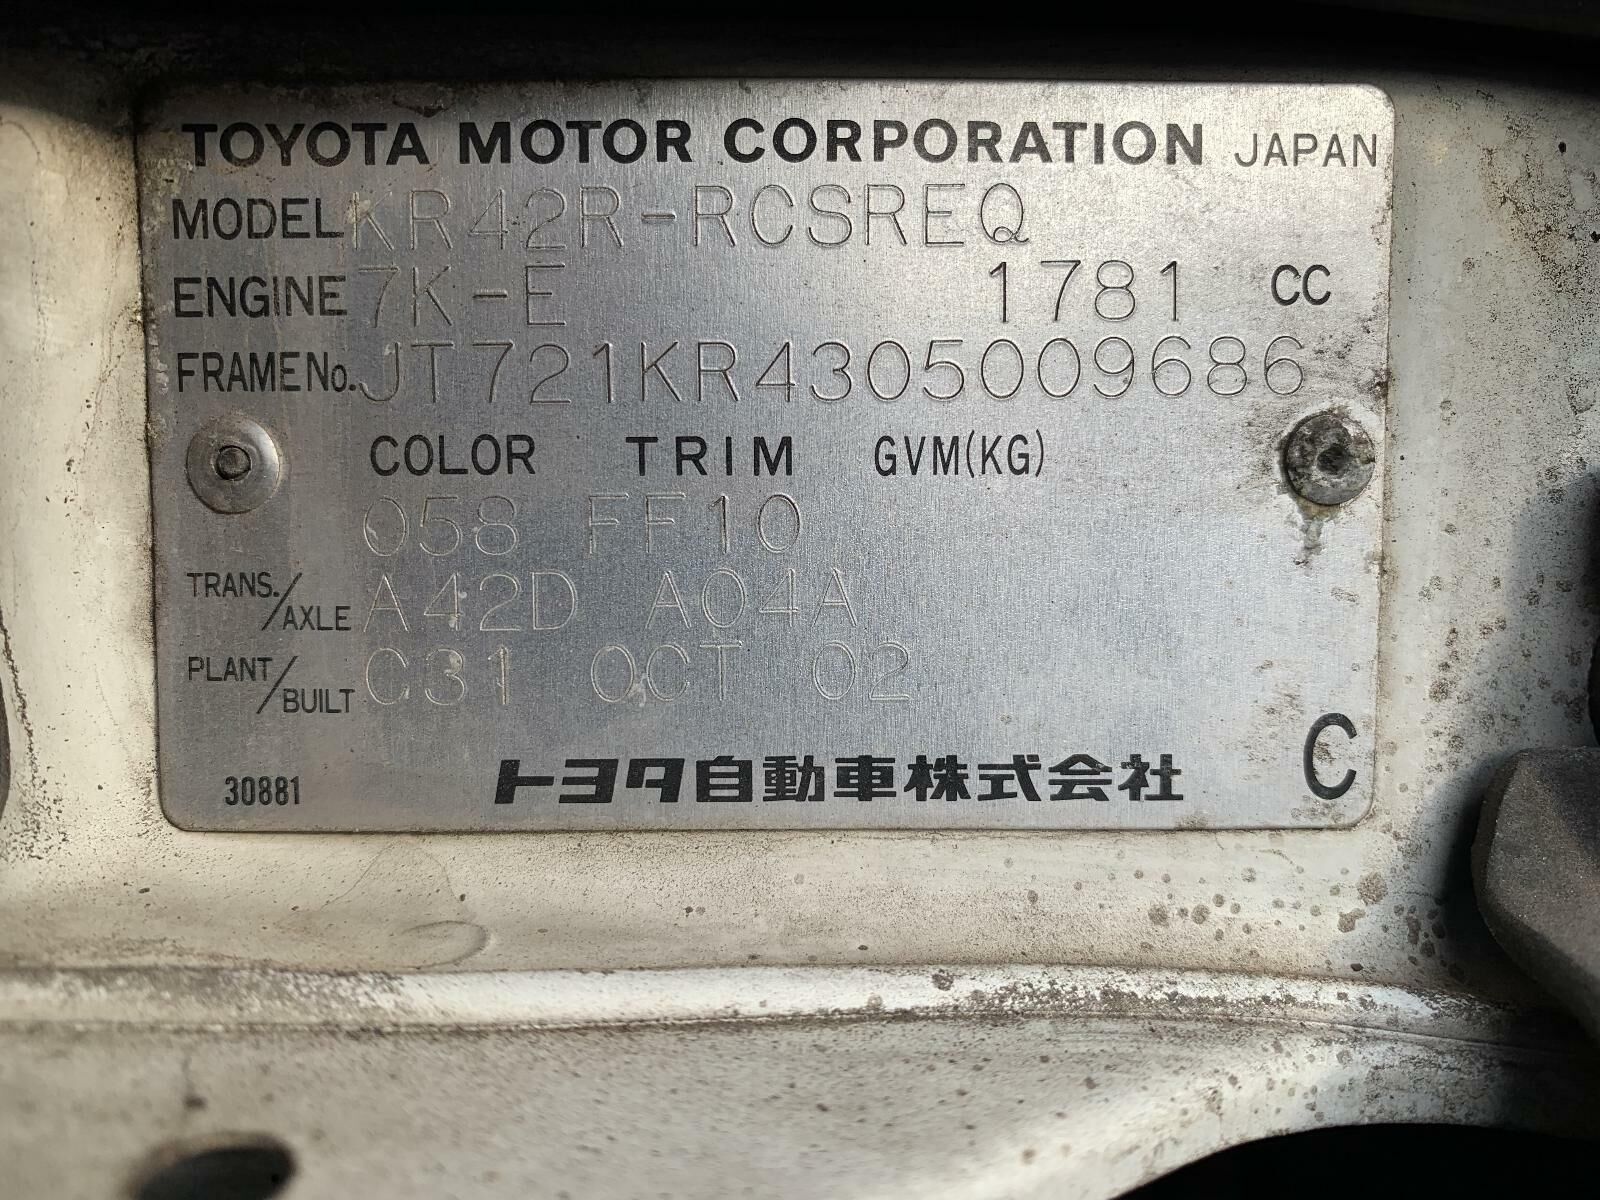 TOYOTA MOTOR CORPORATION JAPAN
MODEL KR42R-RCSREQ
ENGINE 7K-E 1781 CC
FRAME No. JT721KR4305009686
COLOR TRIM GVM(KG)
058 FF10
TRANS./AXLE A42D A04A
PLANT/BUILT C31 OCT 02
トヨタ自動車株式会社 C
30881